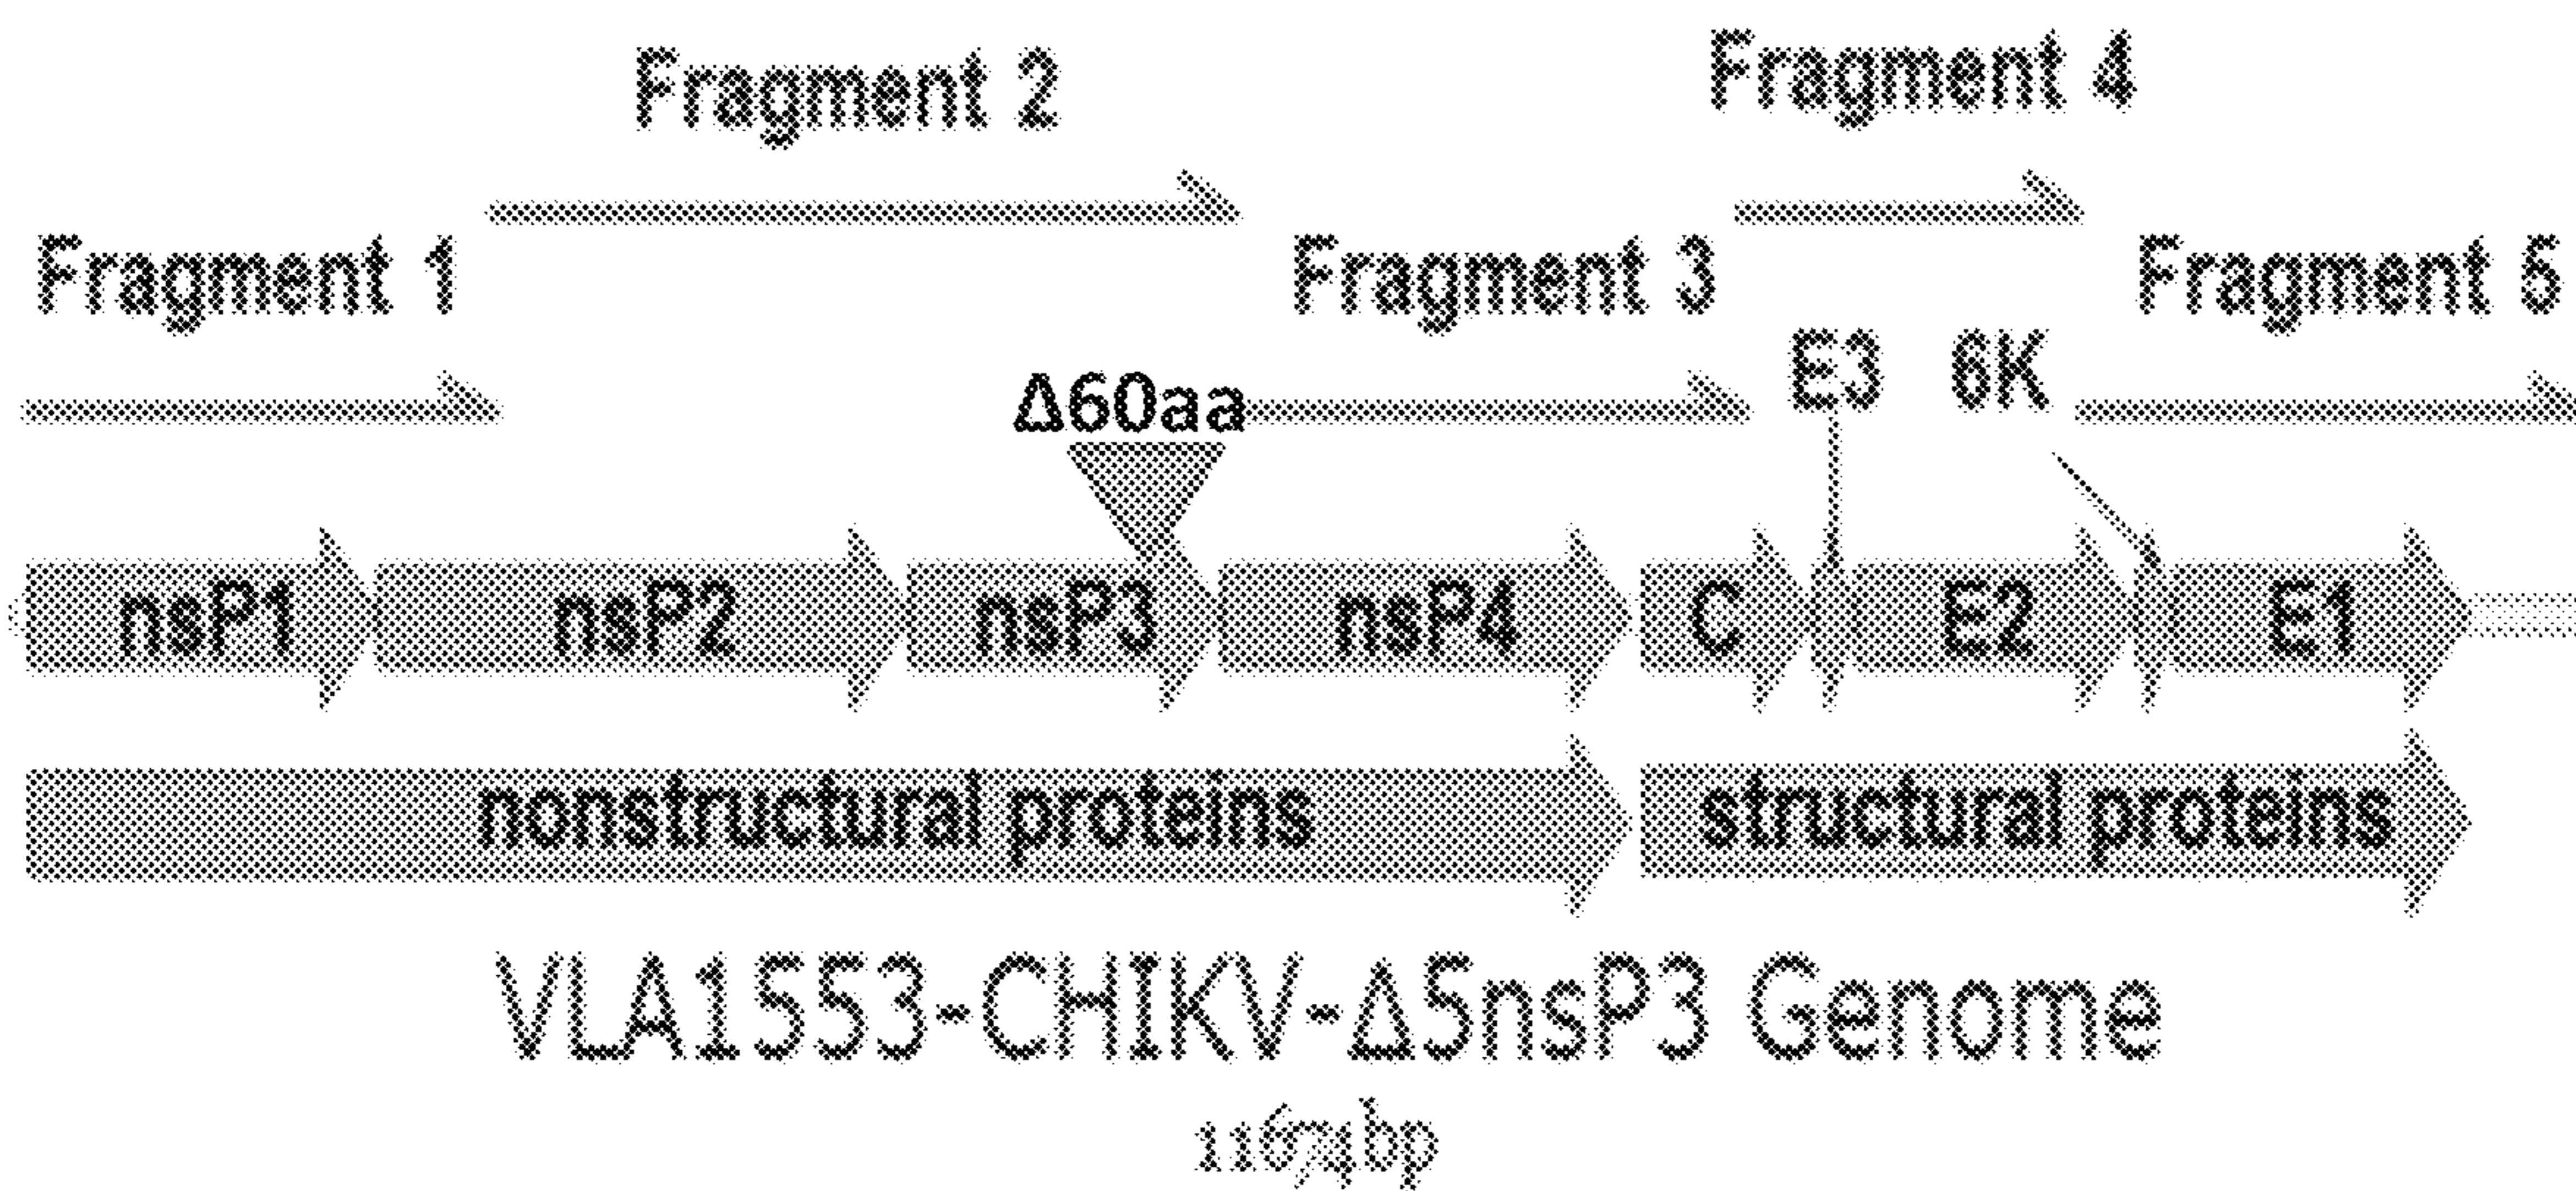 Fragment 4
Fragment 2
Fragment 1
Fragment 3
Fragment 5
E3
6K
Δ60aa
nsP1
nsP2
nsP3
nsP4
C
E2
E1
nonstructural proteins
structural proteins
VLA1553-CHIKV-Δ5nsP3 Genome
11674bp